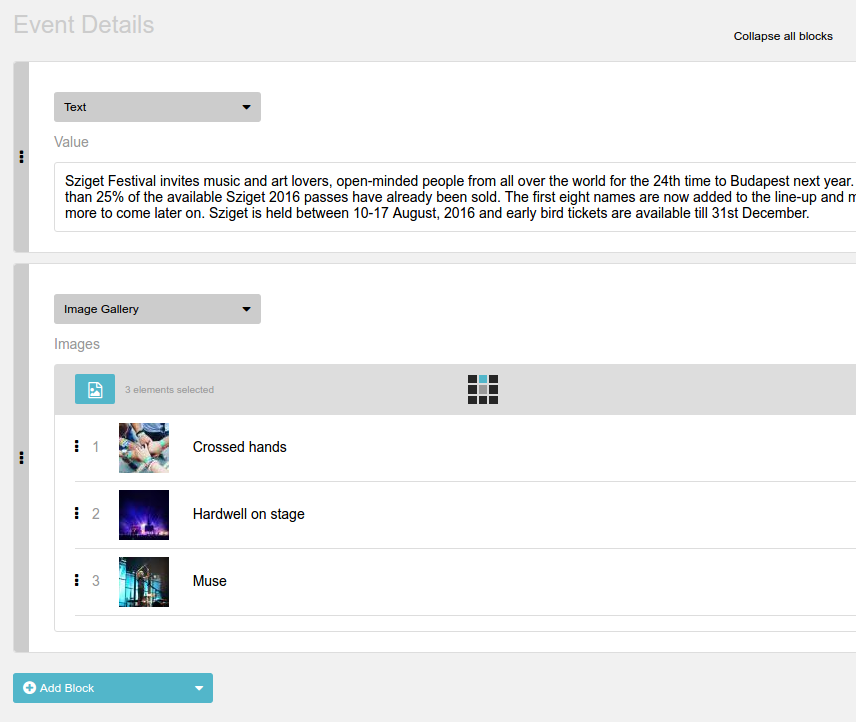 Event Details
Collapse all blocks
Text
Value
Sziget Festival invites music and art lovers, open-minded people from all over the world for the 24th time to Budapest next year.
than 25% of the available Sziget 2016 passes have already been sold. The first eight names are now added to the line-up and
more to come later on. Sziget is held between 10-17 August, 2016 and early bird tickets are available till 31st December.
Image Gallery
Images
3 elements selected
1 Crossed hands
2 Hardwell on stage
3 Muse
Add Block